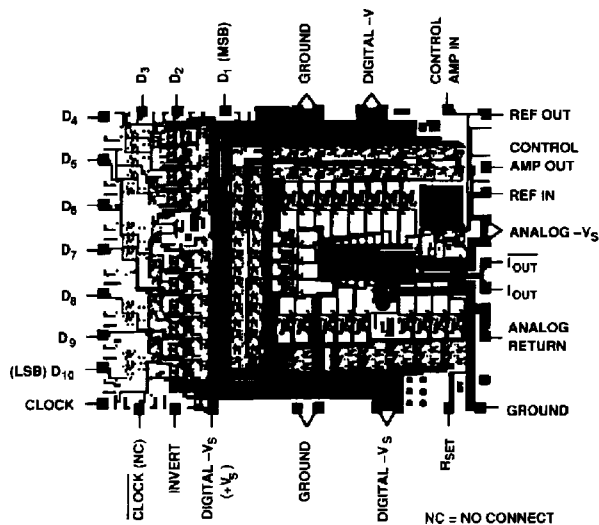 D3
D2
D1 (MSB)
GROUND
DIGITAL –V
CONTROL
AMP IN
D4
D5
D6
D7
D8
D9
(LSB) D10
CLOCK
REF OUT
CONTROL
AMP OUT
REF IN
ANALOG –VS
IOUT
IOUT
ANALOG
RETURN
GROUND
CLOCK (NC)
INVERT
DIGITAL –VS
(+VS)
GROUND
DIGITAL –VS
RSET
NC = NO CONNECT